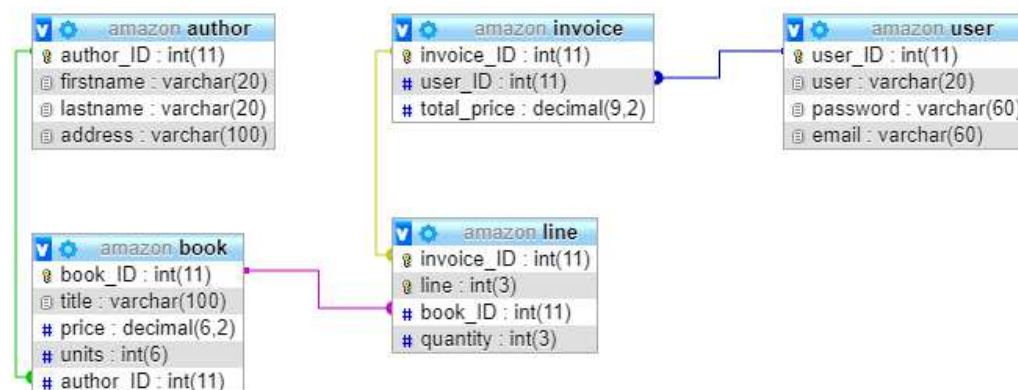 amazon author
author_ID : int(11)
firstname : varchar(20)
lastname : varchar(20)
address : varchar(100)
amazon invoice
invoice_ID : int(11)
# user_ID : int(11)
# total_price : decimal(9,2)
amazon user
user_ID : int(11)
user : varchar(20)
password : varchar(60)
email : varchar(60)
amazon book
book_ID : int(11)
title : varchar(100)
# price : decimal(6,2)
# units : int(6)
# author_ID : int(11)
amazon line
invoice_ID : int(11)
line : int(3)
# book_ID : int(11)
# quantity : int(3)